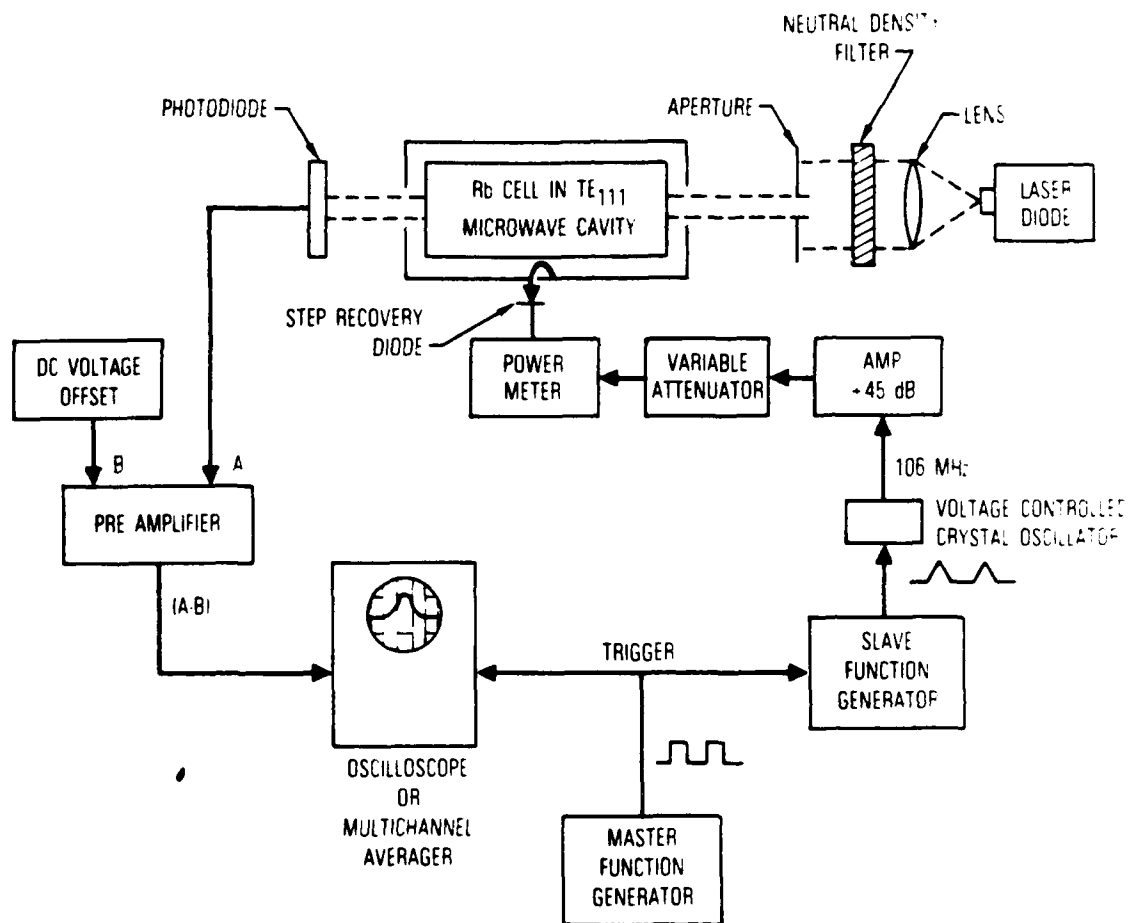 NEUTRAL DENSITY
FILTER
PHOTODIODE
APERTURE
LENS
Rb CELL IN TE111
MICROWAVE CAVITY
LASER
DIODE
STEP RECOVERY
DIODE
POWER
METER
VARIABLE
ATTENUATOR
AMP
+45 dB
DC VOLTAGE
OFFSET
B
A
106 MHz
PRE AMPLIFIER
VOLTAGE CONTROLLED
CRYSTAL OSCILLATOR
(A-B)
TRIGGER
SLAVE
FUNCTION
GENERATOR
OSCILLOSCOPE
OR
MULTICHANNEL
AVERAGER
MASTER
FUNCTION
GENERATOR